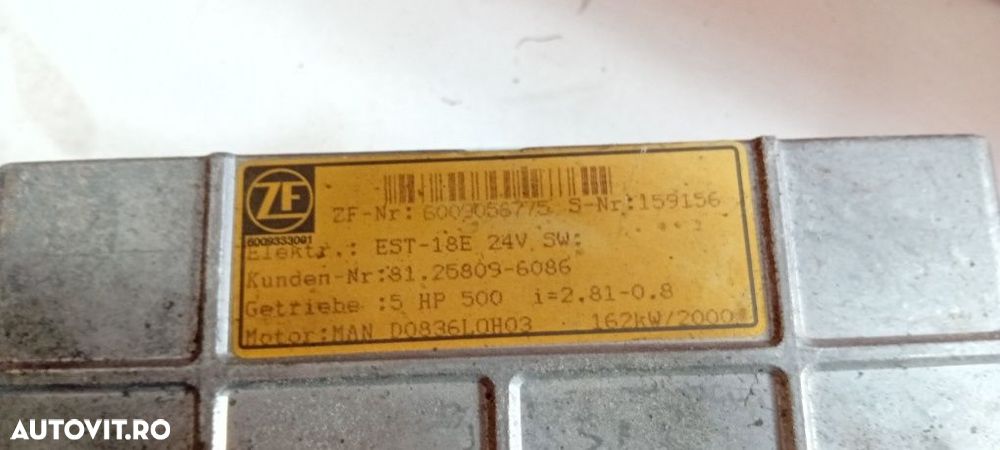 ZF
6009333091
ZF-Nr: 6009056775 S-Nr:159156
Elektr.: EST-18E 24V SW:
Kunden-Nr:81.25809-6086
Getriebe :5 HP 500 i=2.81-0.8
Motor:MAN D0836LOH03 162kW/2000
AUTOVIT.RO